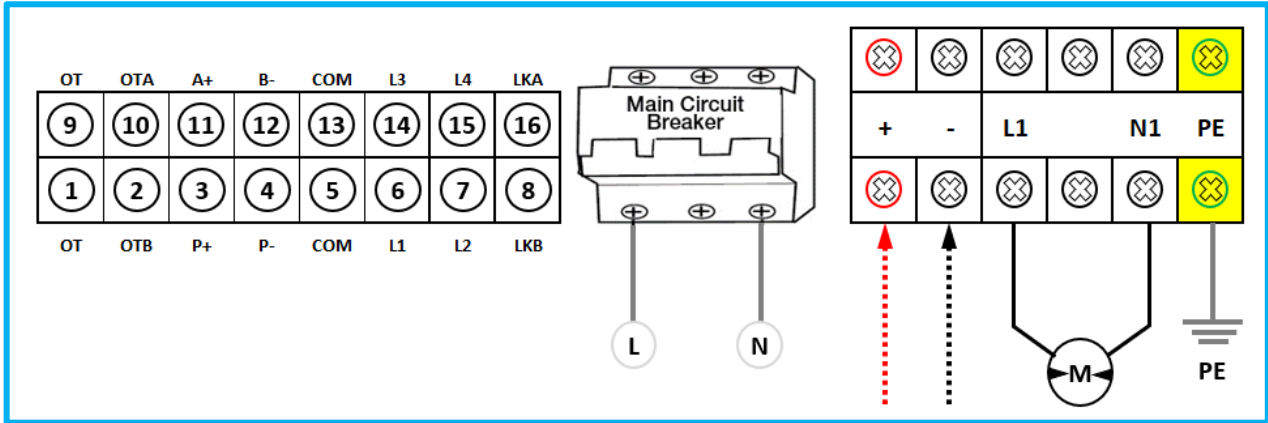 OT OTA A+ B- COM L3 L4 LKA
9 10 11 12 13 14 15 16
1 2 3 4 5 6 7 8
OT OTB P+ P- COM L1 L2 LKB
Main Circuit
Breaker
L N
+ - L1 N1 PE
M
PE